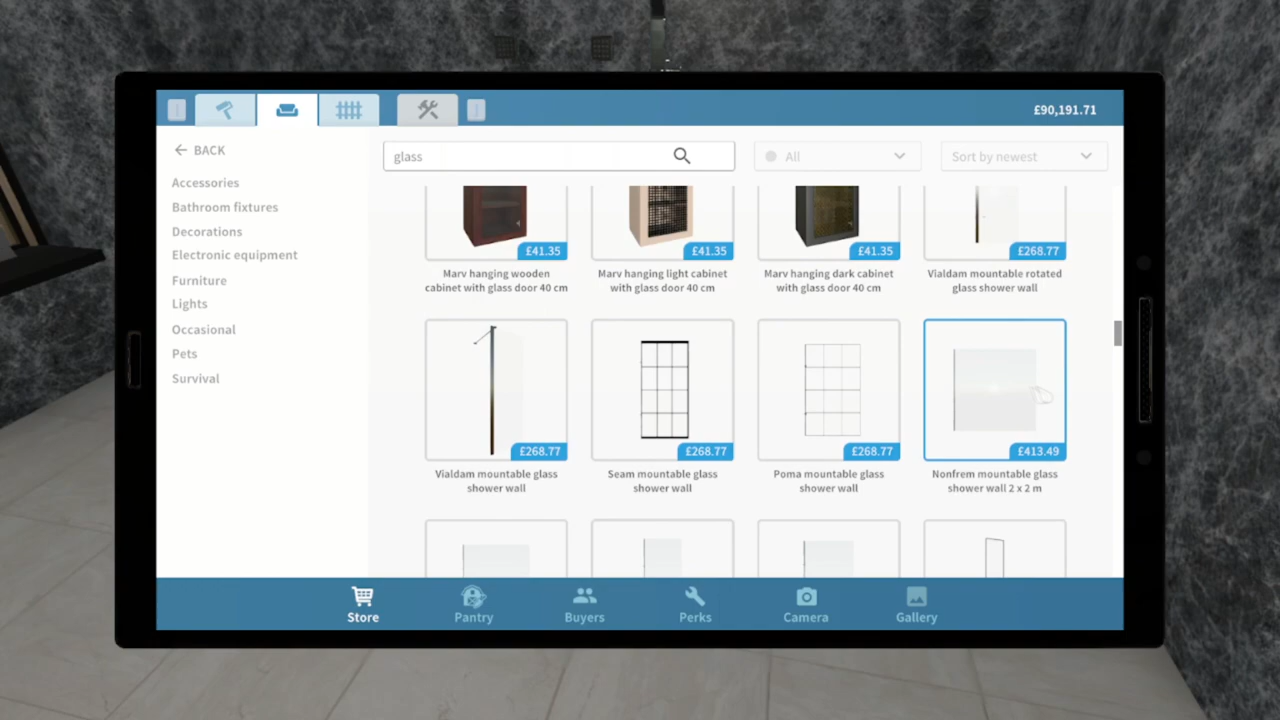 £90,191.71
BACK
glass
All
Sort by newest
Accessories
Bathroom fixtures
Decorations
Electronic equipment
Furniture
Lights
Occasional
Pets
Survival
£41.35
£41.35
£41.35
£268.77
Marv hanging wooden
cabinet with glass door 40 cm
Marv hanging light cabinet
with glass door 40 cm
Marv hanging dark cabinet
with glass door 40 cm
Vialdam mountable rotated
glass shower wall
£268.77
£268.77
£268.77
£413.49
Vialdam mountable glass
shower wall
Seam mountable glass
shower wall
Poma mountable glass
shower wall
Nonfrem mountable glass
shower wall 2 x 2 m
Store
Pantry
Buyers
Perks
Camera
Gallery